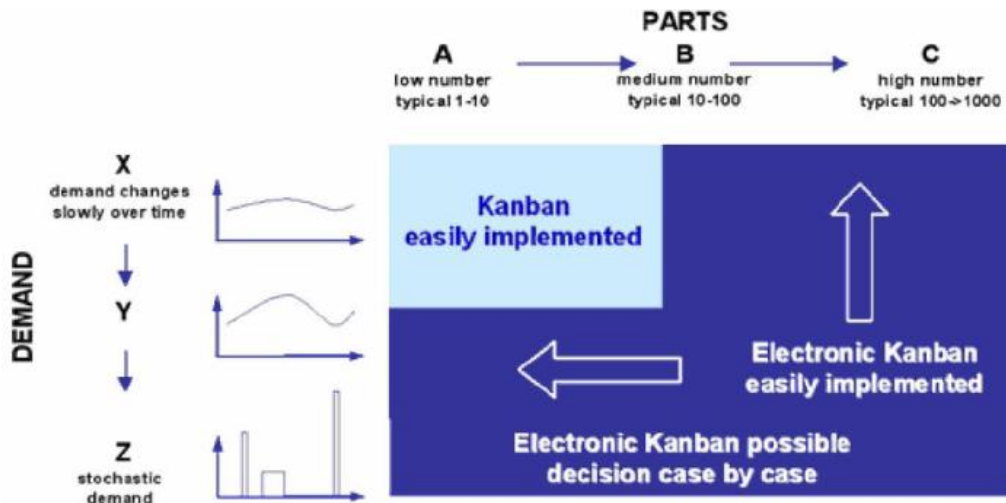 PARTS
A
low number
typical 1-10
B
medium number
typical 10-100
C
high number
typical 100->1000
DEMAND
X
demand changes
slowly over time
Y
Z
stochastic
demand
Kanban
easily implemented
Electronic Kanban
easily implemented
Electronic Kanban possible
decision case by case